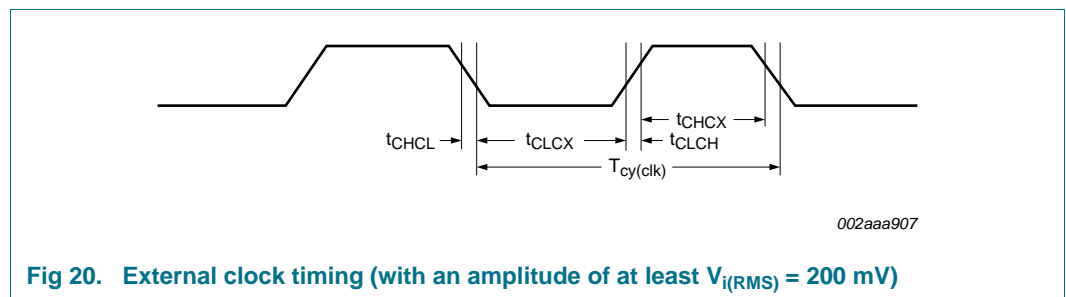 tCHCX
tCHCL tCLCX tCLCH
Tcy(clk)
002aaa907
Fig 20. External clock timing (with an amplitude of at least Vi(RMS) = 200 mV)